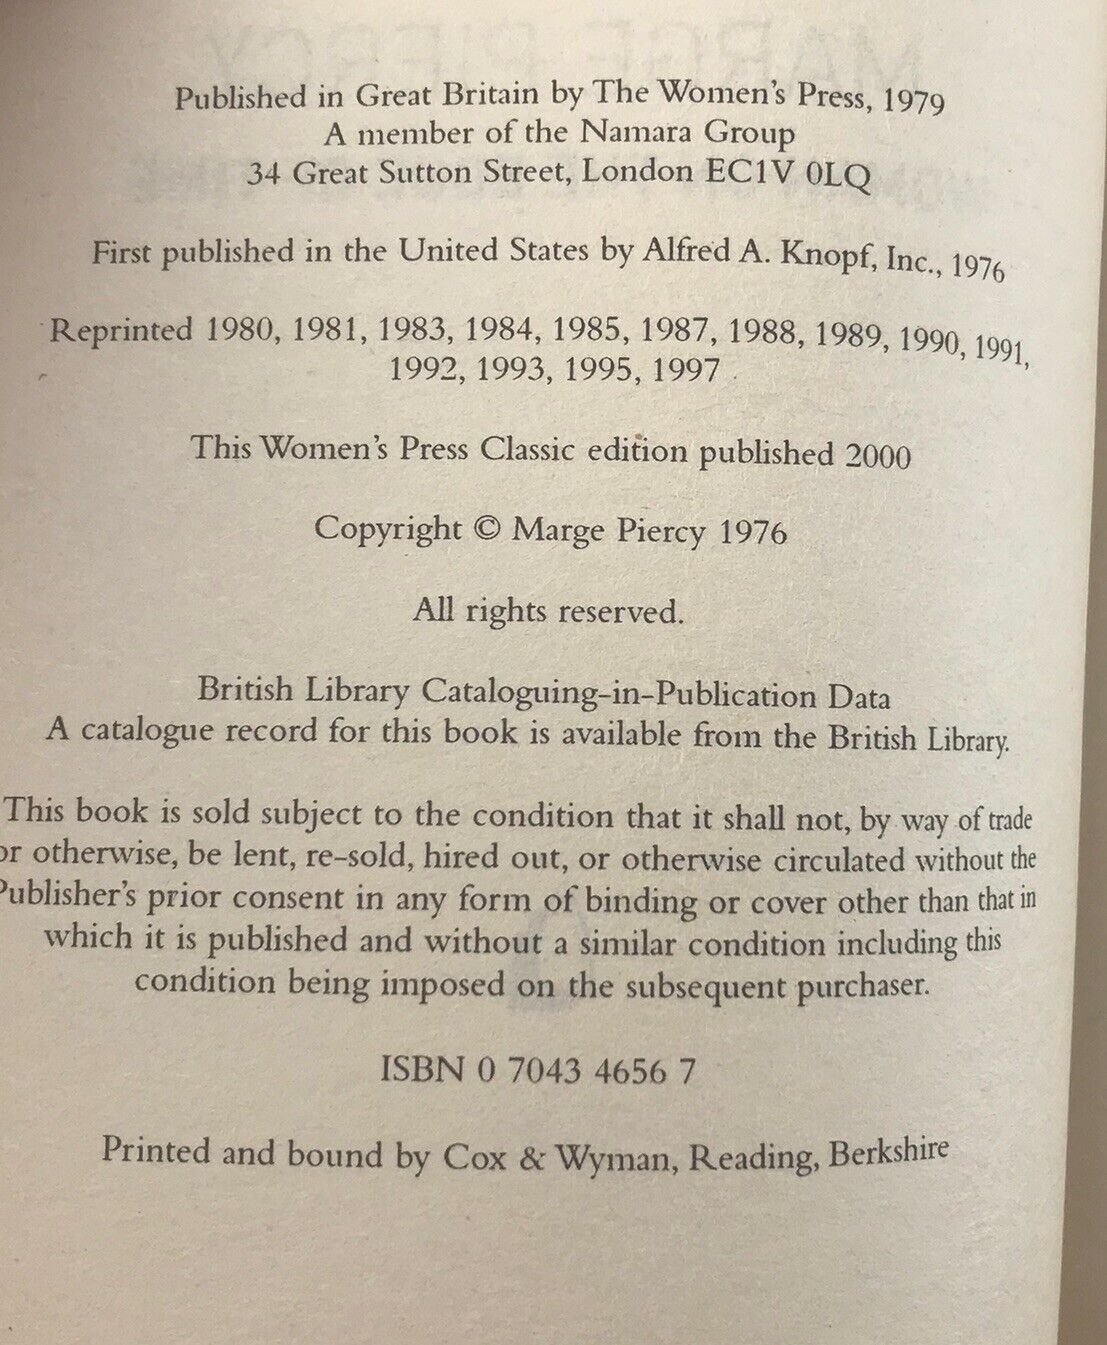 Published in Great Britain by The Women's Press, 1979
A member of the Namara Group
34 Great Sutton Street, London EC1V 0LQ
First published in the United States by Alfred A. Knopf, Inc., 1976
Reprinted 1980, 1981, 1983, 1984, 1985, 1987, 1988, 1989, 1990, 1991,
1992, 1993, 1995, 1997
This Women's Press Classic edition published 2000
Copyright © Marge Piercy 1976
All rights reserved.
British Library Cataloguing-in-Publication Data
A catalogue record for this book is available from the British Library.
This book is sold subject to the condition that it shall not, by way of trade
or otherwise, be lent, re-sold, hired out, or otherwise circulated without the
Publisher's prior consent in any form of binding or cover other than that in
which it is published and without a similar condition including this
condition being imposed on the subsequent purchaser.
ISBN 0 7043 4656 7
Printed and bound by Cox & Wyman, Reading, Berkshire